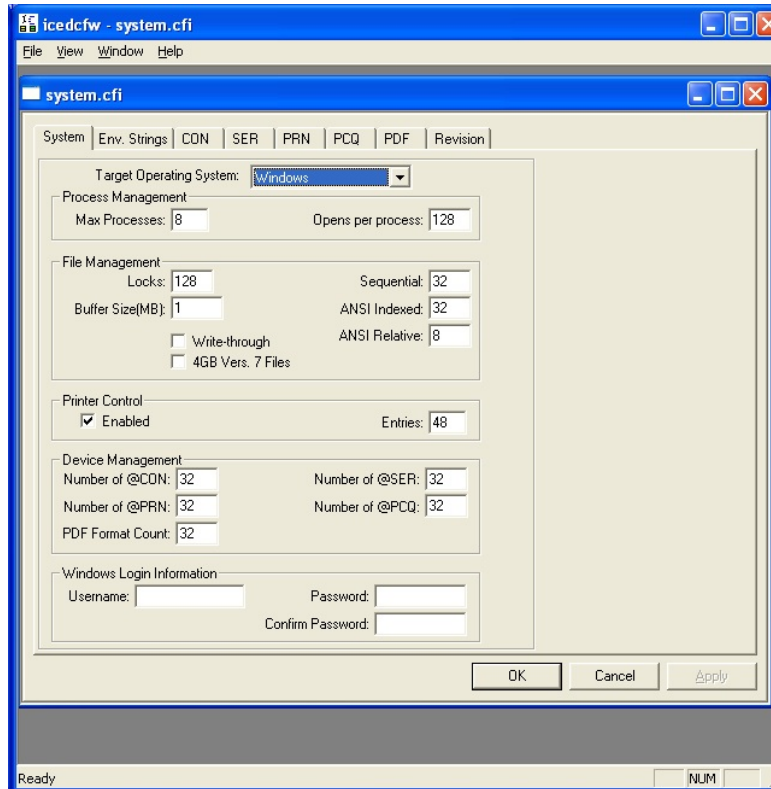 icedcfw - system.cfi
File View Window Help
system.cfi
System Env. Strings CON SER PRN PCQ PDF Revision
Target Operating System: Windows
Process Management
Max Processes: 8 Opens per process: 128
File Management
Locks: 128 Sequential: 32
Buffer Size(MB): 1 ANSI Indexed: 32
Write-through ANSI Relative: 8
4GB Vers. 7 Files
Printer Control
Enabled Entries: 48
Device Management
Number of @CON: 32 Number of @SER: 32
Number of @PRN: 32 Number of @PCQ: 32
PDF Format Count: 32
Windows Login Information
Username: Password:
Confirm Password:
OK Cancel Apply
Ready NUM